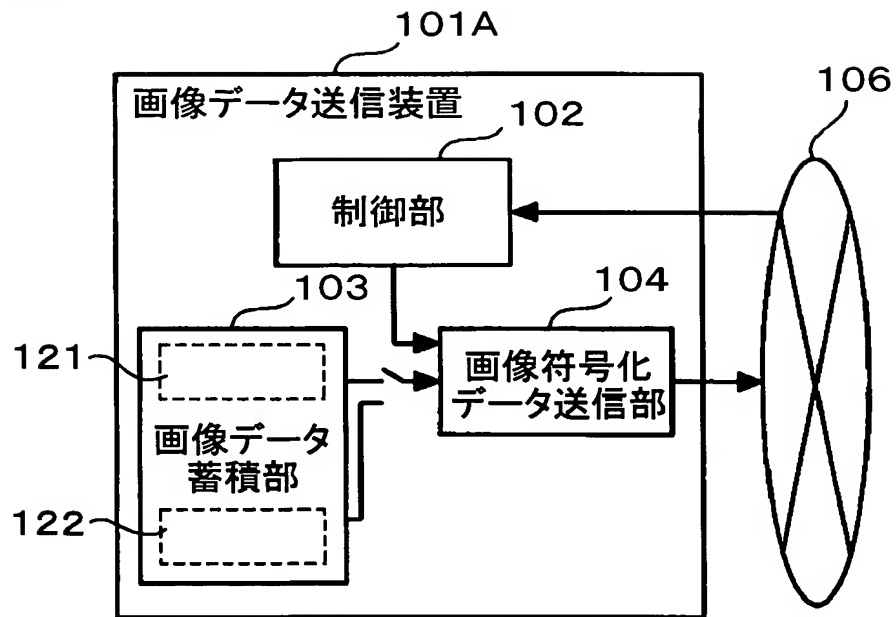 101A
画像データ送信装置
102
106
制御部
103
104
121
画像符号化
データ送信部
画像データ
蓄積部
122